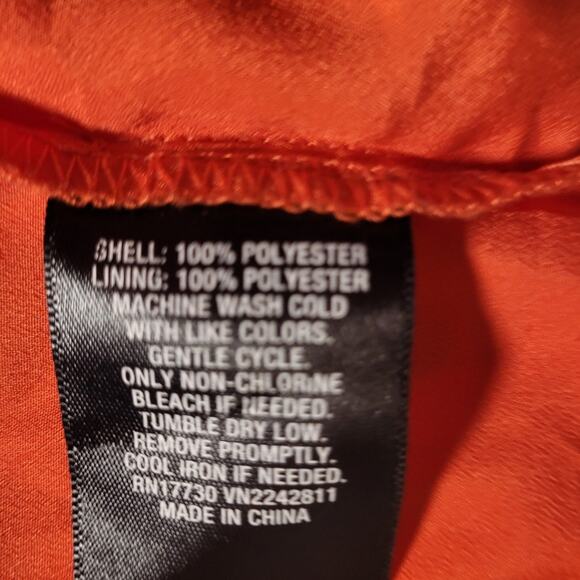 SHELL: 100% POLYESTER
LINING: 100% POLYESTER
MACHINE WASH COLD
WITH LIKE COLORS.
GENTLE CYCLE.
ONLY NON-CHLORINE
BLEACH IF NEEDED.
TUMBLE DRY LOW.
REMOVE PROMPTLY.
COOL IRON IF NEEDED.
RN17730 VN2242811
MADE IN CHINA